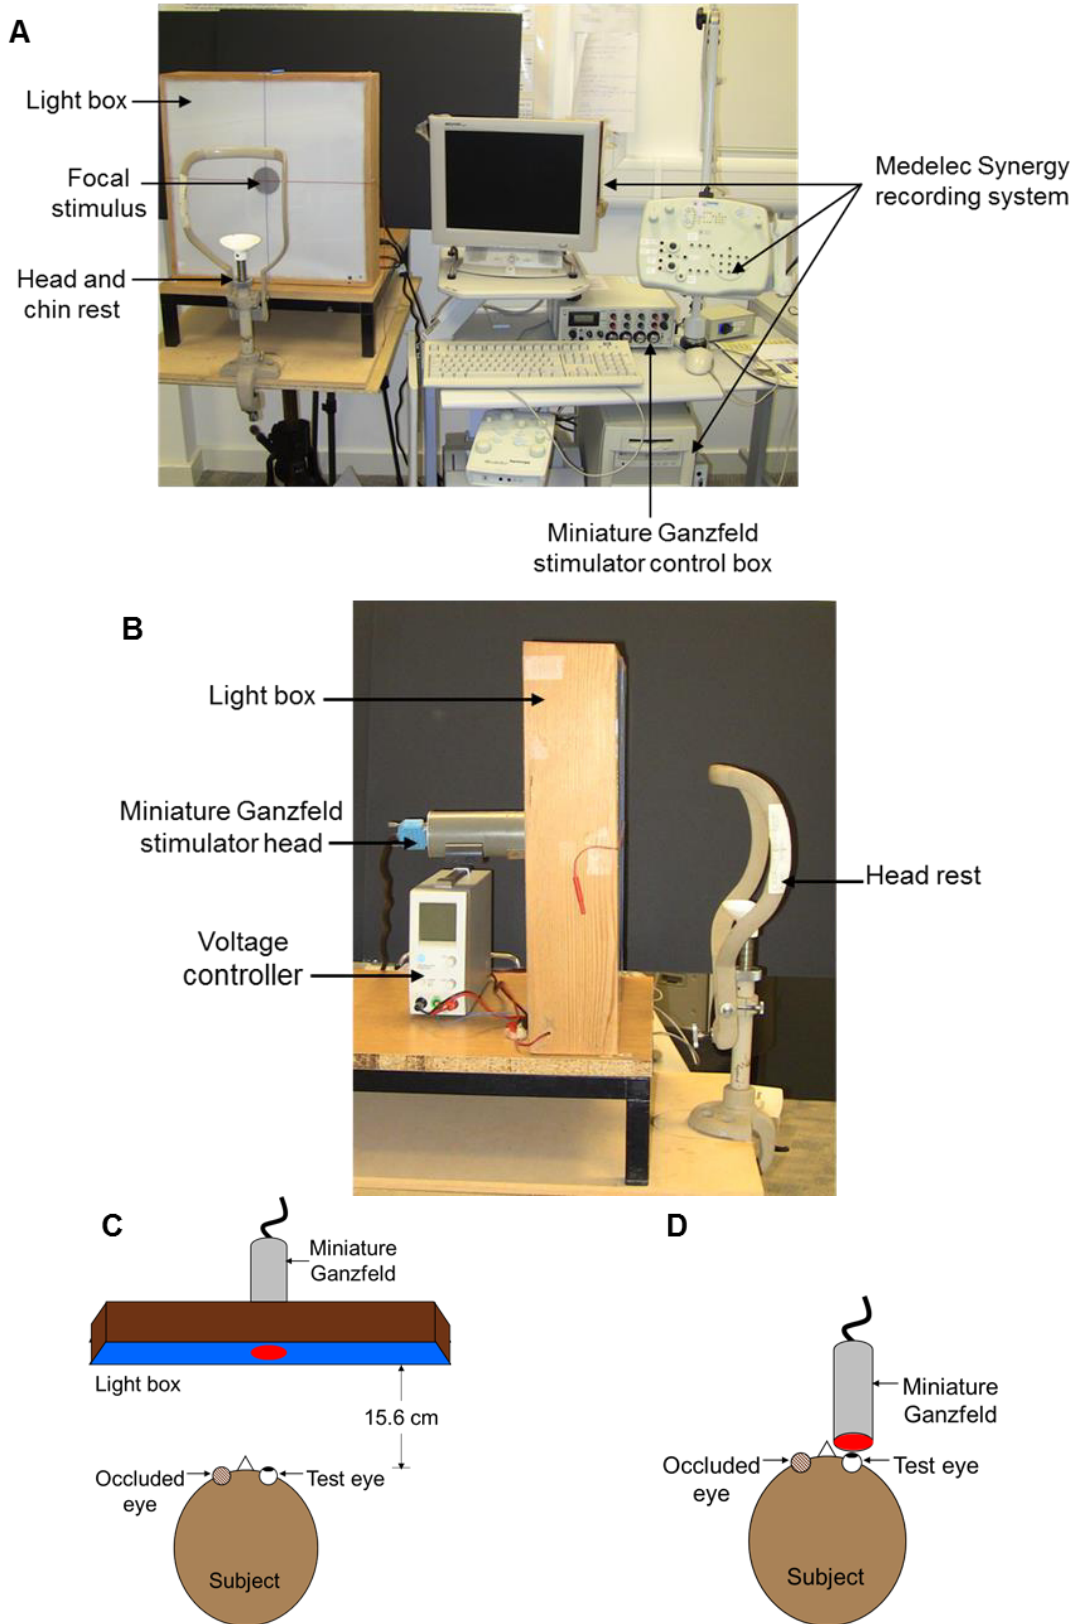 A
Light box
Focal
stimulus
Head and
chin rest
Medelec Synergy
recording system
Miniature Ganzfeld
stimulator control box
B
Light box
Miniature Ganzfeld
stimulator head
Voltage
controller
Head rest
C
Miniature
Ganzfeld
Light box
15.6 cm
Occluded
eye
Test eye
Subject
D
Miniature
Ganzfeld
Occluded
eye
Test eye
Subject